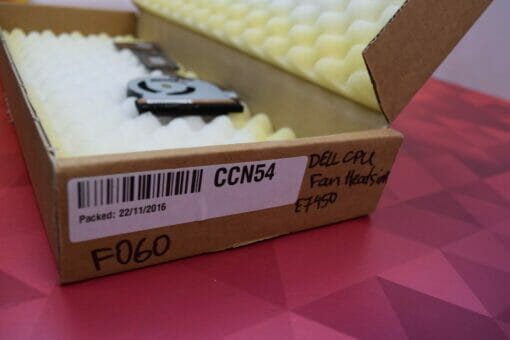 CCN54
Packed: 22/11/2016
F060
DELL CPU
Fan Heatsink
E7450